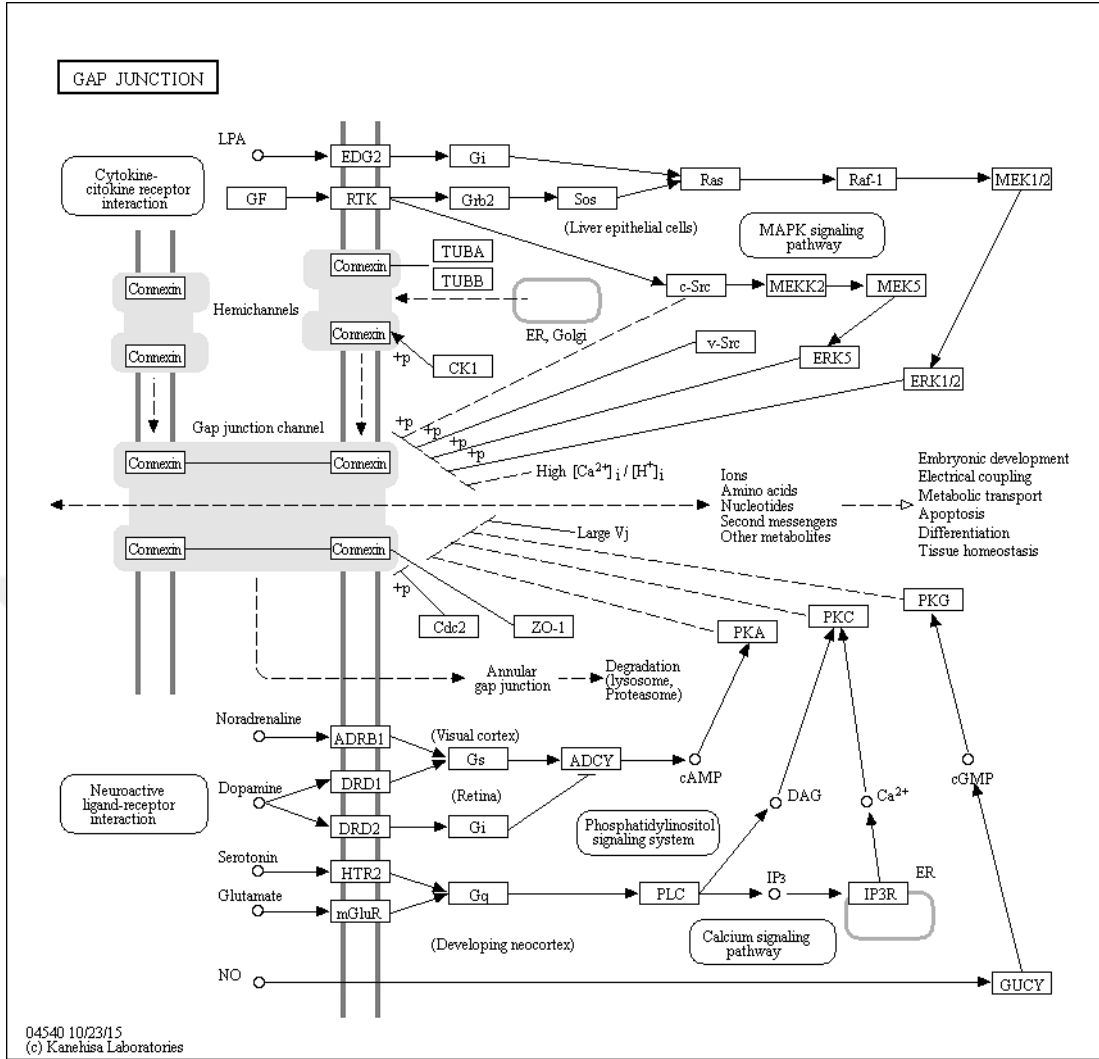 GAP JUNCTION
LPA
EDG2
Gi
Ras
Raf-1
MEK1/2
Cytokine-
citokine receptor
interaction
GF
RTK
Grb2
Sos
(Liver epithelial cells)
MAPK signaling
pathway
Connexin
TUBA
TUBB
Connexin
Hemichannels
c-Src
MEKK2
MEK5
ER, Golgi
Connexin
Connexin
+p
CK1
v-Src
ERK5
ERK1/2
Gap junction channel
+p
+p
+p
+p
Connexin
Connexin
High [Ca2+]i / [H+]i
Ions
Amino acids
Nucleotides
Second messengers
Other metabolites
Embryonic development
Electrical coupling
Metabolic transport
Apoptosis
Differentiation
Tissue homeostasis
Large Vj
Connexin
Connexin
+p
Cdc2
ZO-1
PKA
PKC
PKG
Annular
gap junction
Degradation
(lysosome,
Proteasome)
Noradrenaline
ADRB1
(Visual cortex)
Gs
ADCY
cAMP
cGMP
Neuroactive
ligand-receptor
interaction
Dopamine
DRD1
(Retina)
DRD2
Gi
DAG
Ca2+
Phosphatidylinositol
signaling system
Serotonin
HTR2
Gq
PLC
IP3
IP3R
ER
Glutamate
mGluR
(Developing neocortex)
Calcium signaling
pathway
NO
GUCY
04540 10/23/15
(c) Kanehisa Laboratories